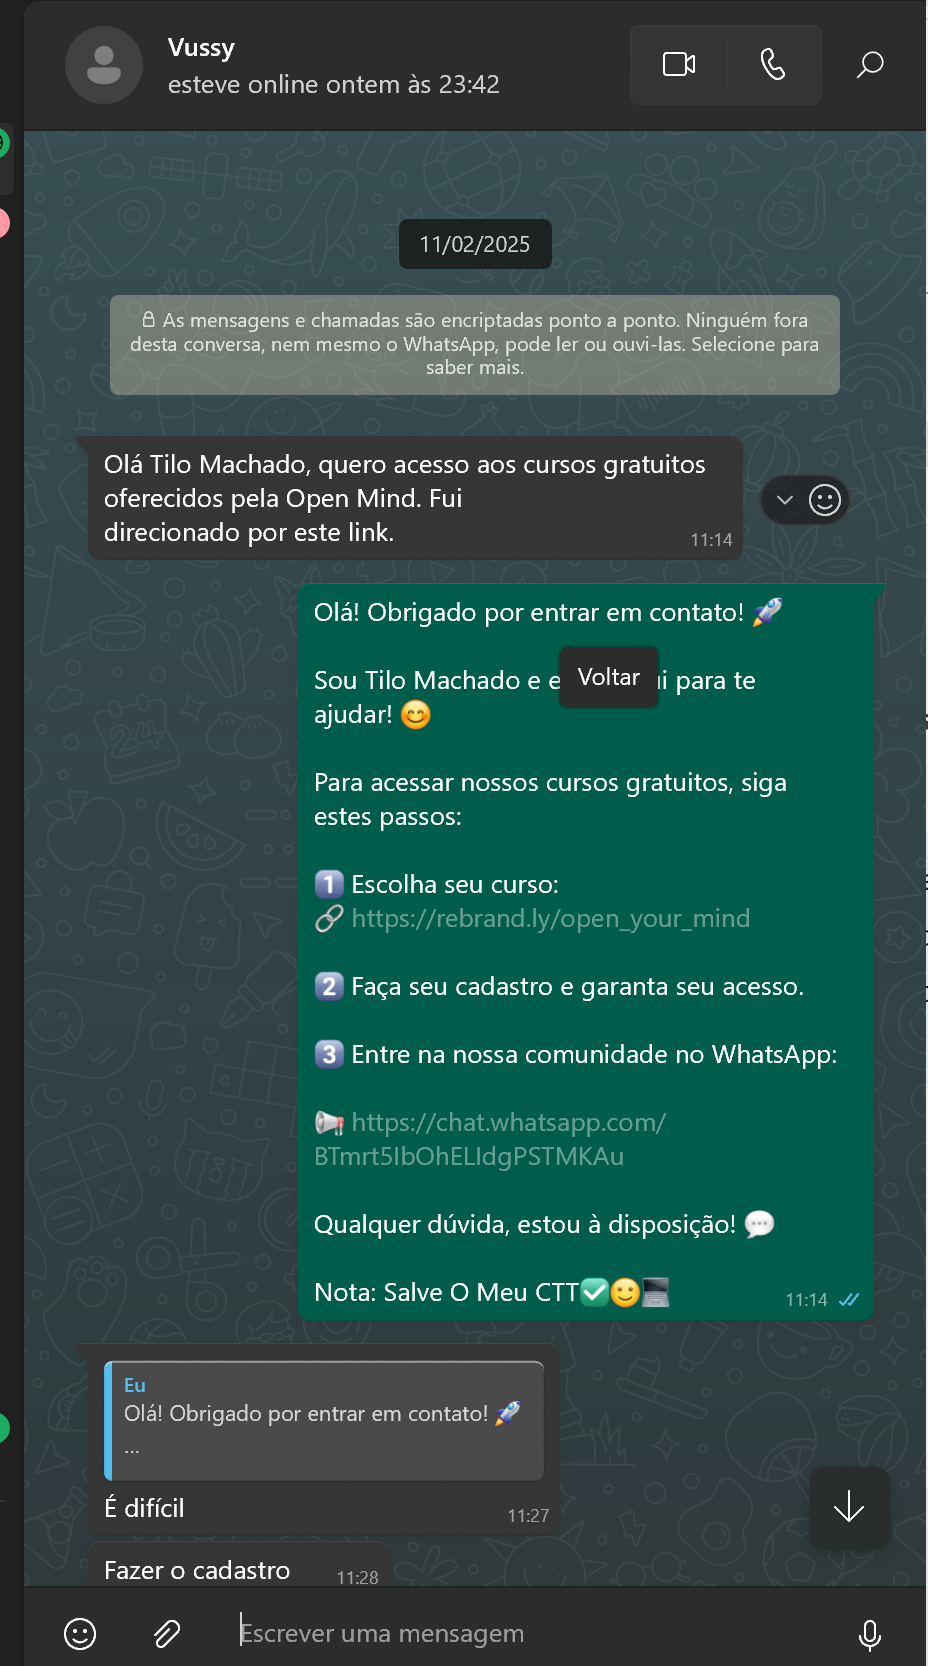 Vussy
esteve online ontem às 23:42
11/02/2025
As mensagens e chamadas são encriptadas ponto a ponto. Ninguém fora
desta conversa, nem mesmo o WhatsApp, pode ler ou ouvi-las. Selecione para
saber mais.
Olá Tilo Machado, quero acesso aos cursos gratuitos
oferecidos pela Open Mind. Fui
direcionado por este link.
11:14
Olá! Obrigado por entrar em contato! 🚀
Sou Tilo Machado e e
Voltar
ui para te
ajudar! 😊
Para acessar nossos cursos gratuitos, siga
estes passos:
1️⃣ Escolha seu curso:
🔗 https://rebrand.ly/open_your_mind
2️⃣ Faça seu cadastro e garanta seu acesso.
3️⃣ Entre na nossa comunidade no WhatsApp:
📢 https://chat.whatsapp.com/
BTmrt5IbOhELIdgPSTMKAu
Qualquer dúvida, estou à disposição! 💬
Nota: Salve O Meu CTT✅🙂💻
11:14
Eu
Olá! Obrigado por entrar em contato! 🚀
...
É difícil
11:27
Fazer o cadastro
11:28
Escrever uma mensagem